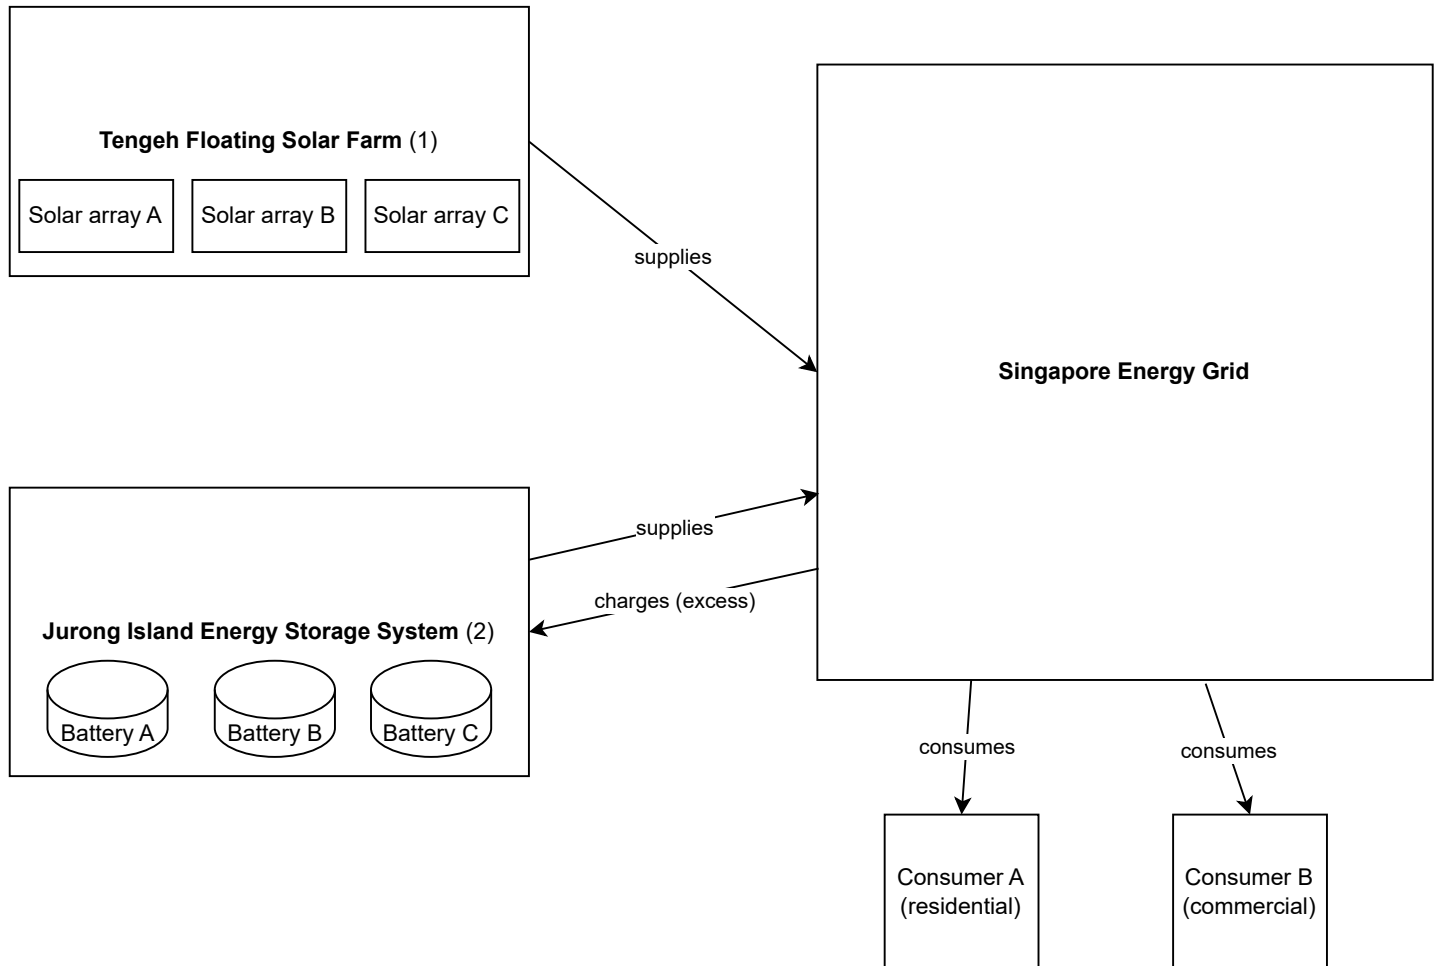 Tengeh Floating Solar Farm (1)
Solar array A
Solar array B
Solar array C
supplies
Singapore Energy Grid
supplies
charges (excess)
Jurong Island Energy Storage System (2)
Battery A
Battery B
Battery C
consumes
consumes
Consumer A
(residential)
Consumer B
(commercial)